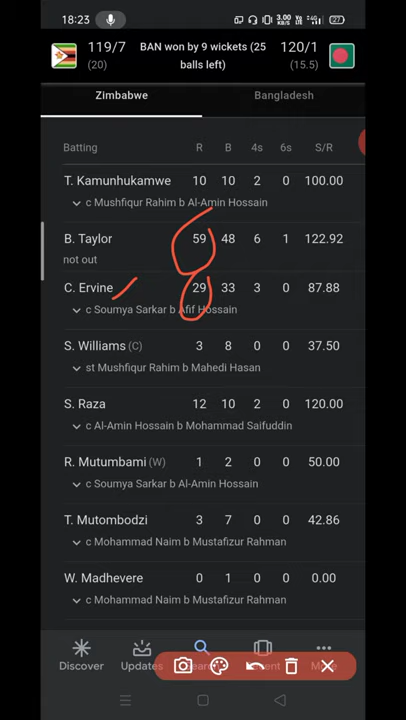 18:23 3.00 KB/S 27
119/7 BAN won by 9 wickets (25 120/1
(20) balls left) (15.5)
Zimbabwe Bangladesh
Batting R B 4s 6s S/R
T. Kamunhukamwe 10 10 2 0 100.00
c Mushfiqur Rahim b Al-Amin Hossain
B. Taylor 59 48 6 1 122.92
not out
C. Ervine 29 33 3 0 87.88
c Soumya Sarkar b Afif Hossain
S. Williams (C) 3 8 0 0 37.50
st Mushfiqur Rahim b Mahedi Hasan
S. Raza 12 10 2 0 120.00
c Al-Amin Hossain b Mohammad Saifuddin
R. Mutumbami (W) 1 2 0 0 50.00
c Soumya Sarkar b Al-Amin Hossain
T. Mutombodzi 3 7 0 0 42.86
c Mohammad Naim b Mustafizur Rahman
W. Madhevere 0 1 0 0 0.00
c Mohammad Naim b Mustafizur Rahman
Discover Updates